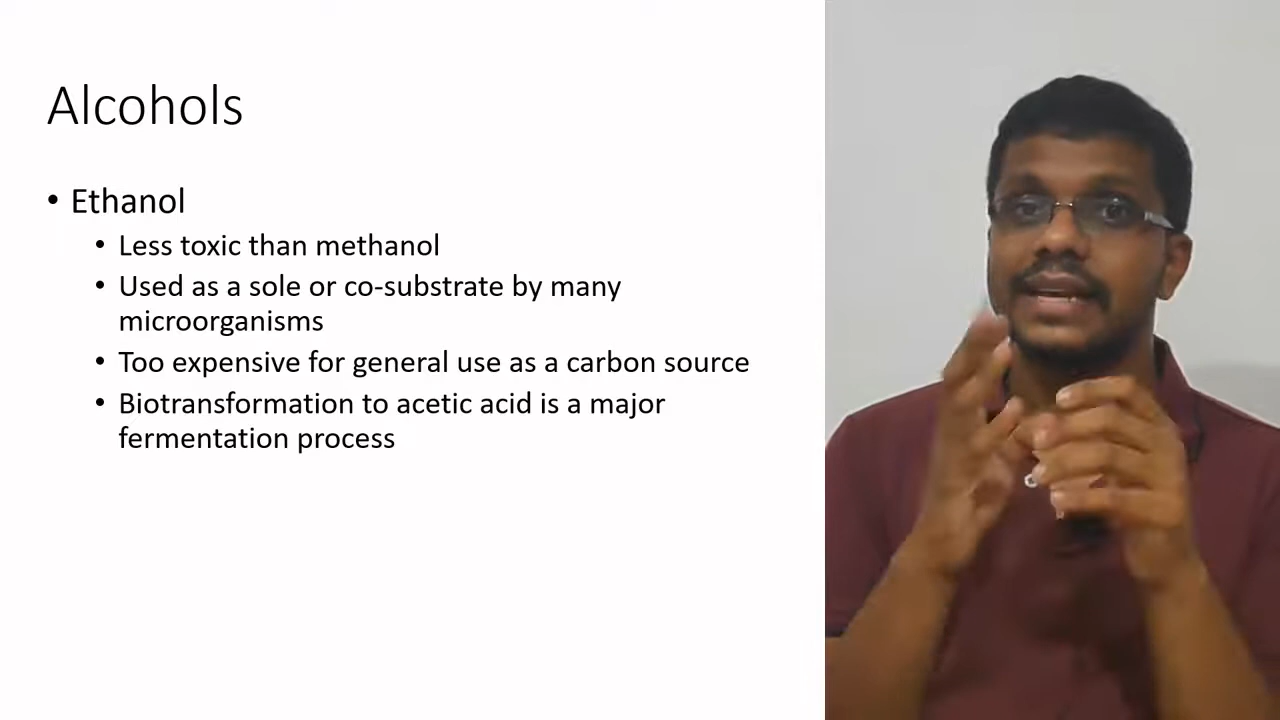 Alcohols
• Ethanol
• Less toxic than methanol
• Used as a sole or co-substrate by many
microorganisms
• Too expensive for general use as a carbon source
• Biotransformation to acetic acid is a major
fermentation process